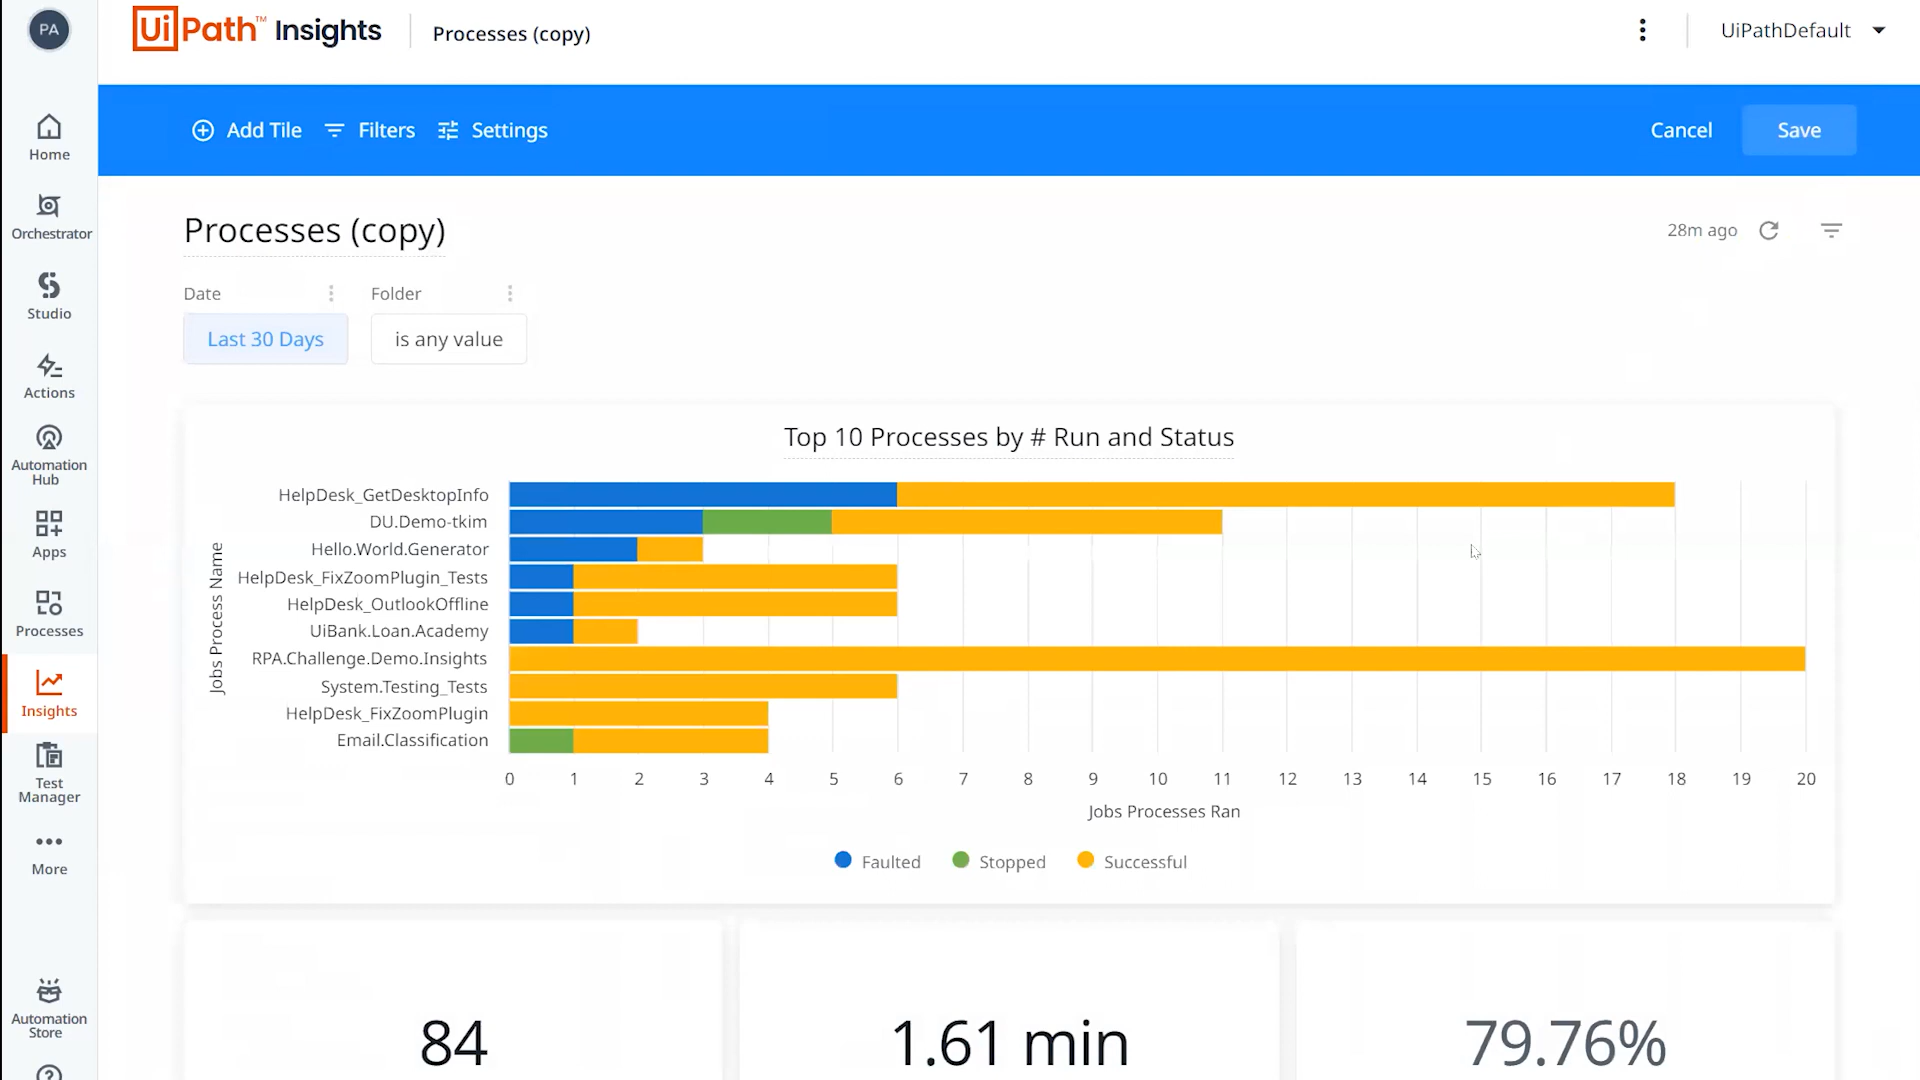 PA
UiPath™ Insights
Processes (copy)
UiPathDefault
Add Tile
Filters
Settings
Cancel
Save
Home
Orchestrator
Studio
Actions
Automation
Hub
Apps
Processes
Insights
Test
Manager
More
Automation
Store
Processes (copy)
28m ago
Date
Folder
Last 30 Days
is any value
Top 10 Processes by # Run and Status
Jobs Process Name
HelpDesk_GetDesktopInfo
DU.Demo-tkim
Hello.World.Generator
HelpDesk_FixZoomPlugin_Tests
HelpDesk_OutlookOffline
UiBank.Loan.Academy
RPA.Challenge.Demo.Insights
System.Testing_Tests
HelpDesk_FixZoomPlugin
Email.Classification
0 1 2 3 4 5 6 7 8 9 10 11 12 13 14 15 16 17 18 19 20
Jobs Processes Ran
Faulted Stopped Successful
84
1.61 min
79.76%